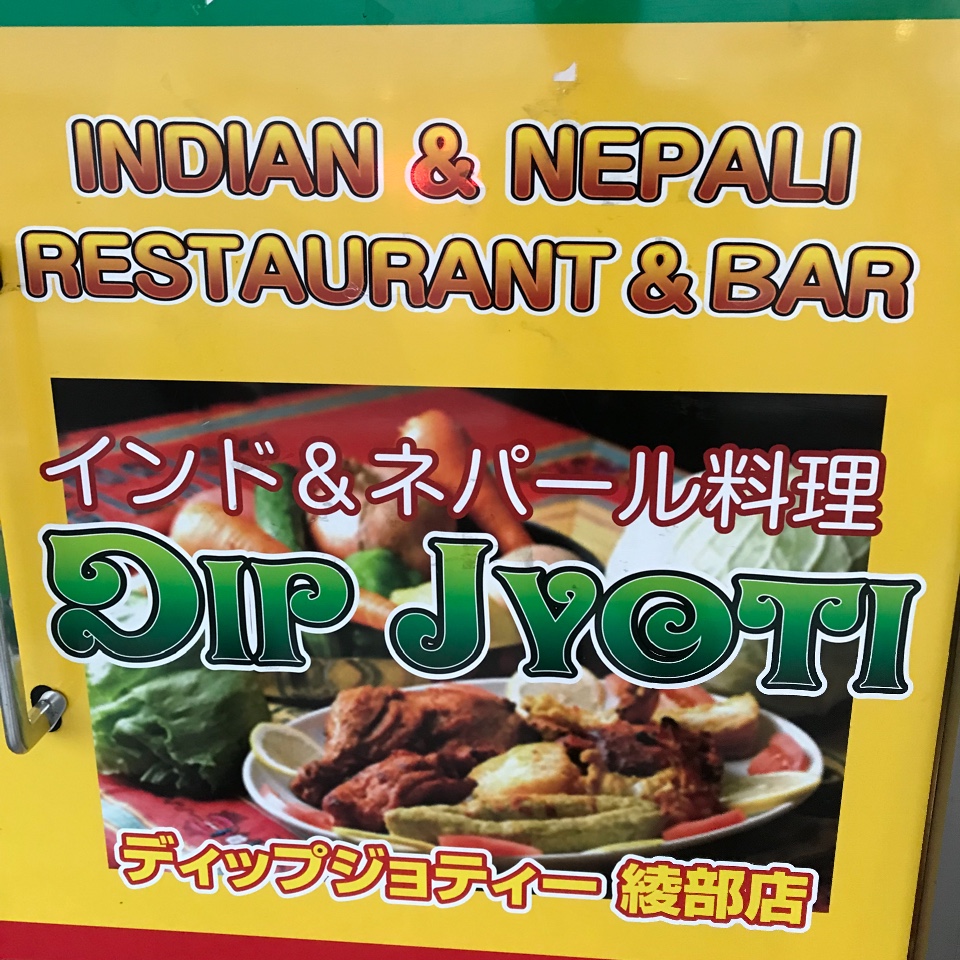 INDIAN & NEPALI
RESTAURANT & BAR
インド&ネパール料理
DIP JYOTI
ディップジョティー 綾部店